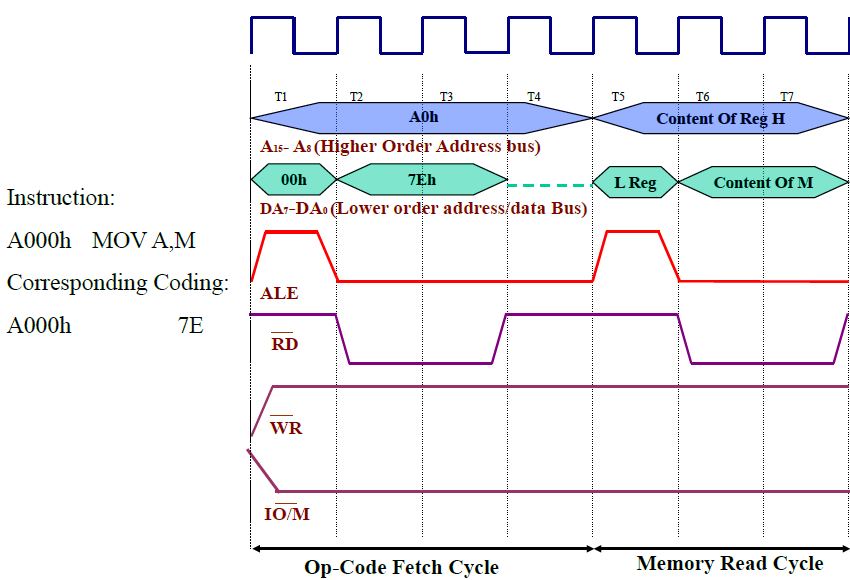 T1 T2 T3 T4 T5 T6 T7
A0h Content Of Reg H
A15– A8 (Higher Order Address bus)
00h 7Eh L Reg Content Of M
DA7–DA0 (Lower order address/data Bus)
Instruction:
A000h MOV A,M
Corresponding Coding:
A000h 7E
ALE
RD
WR
IO/M
Op-Code Fetch Cycle Memory Read Cycle